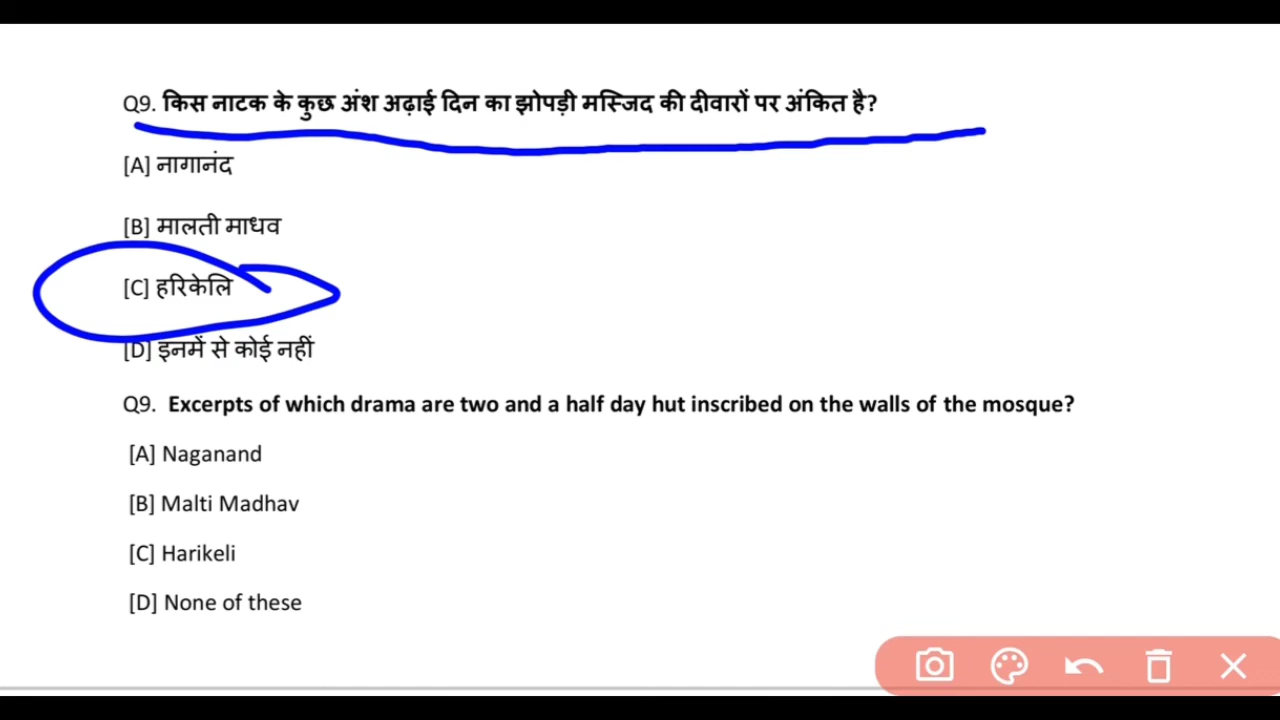 Q9. किस नाटक के कुछ अंश अढ़ाई दिन का झोपड़ी मस्जिद की दीवारों पर अंकित है?
[A] नागानंद
[B] मालती माधव
[C] हरिकेलि
[D] इनमें से कोई नहीं
Q9. Excerpts of which drama are two and a half day hut inscribed on the walls of the mosque?
[A] Naganand
[B] Malti Madhav
[C] Harikeli
[D] None of these